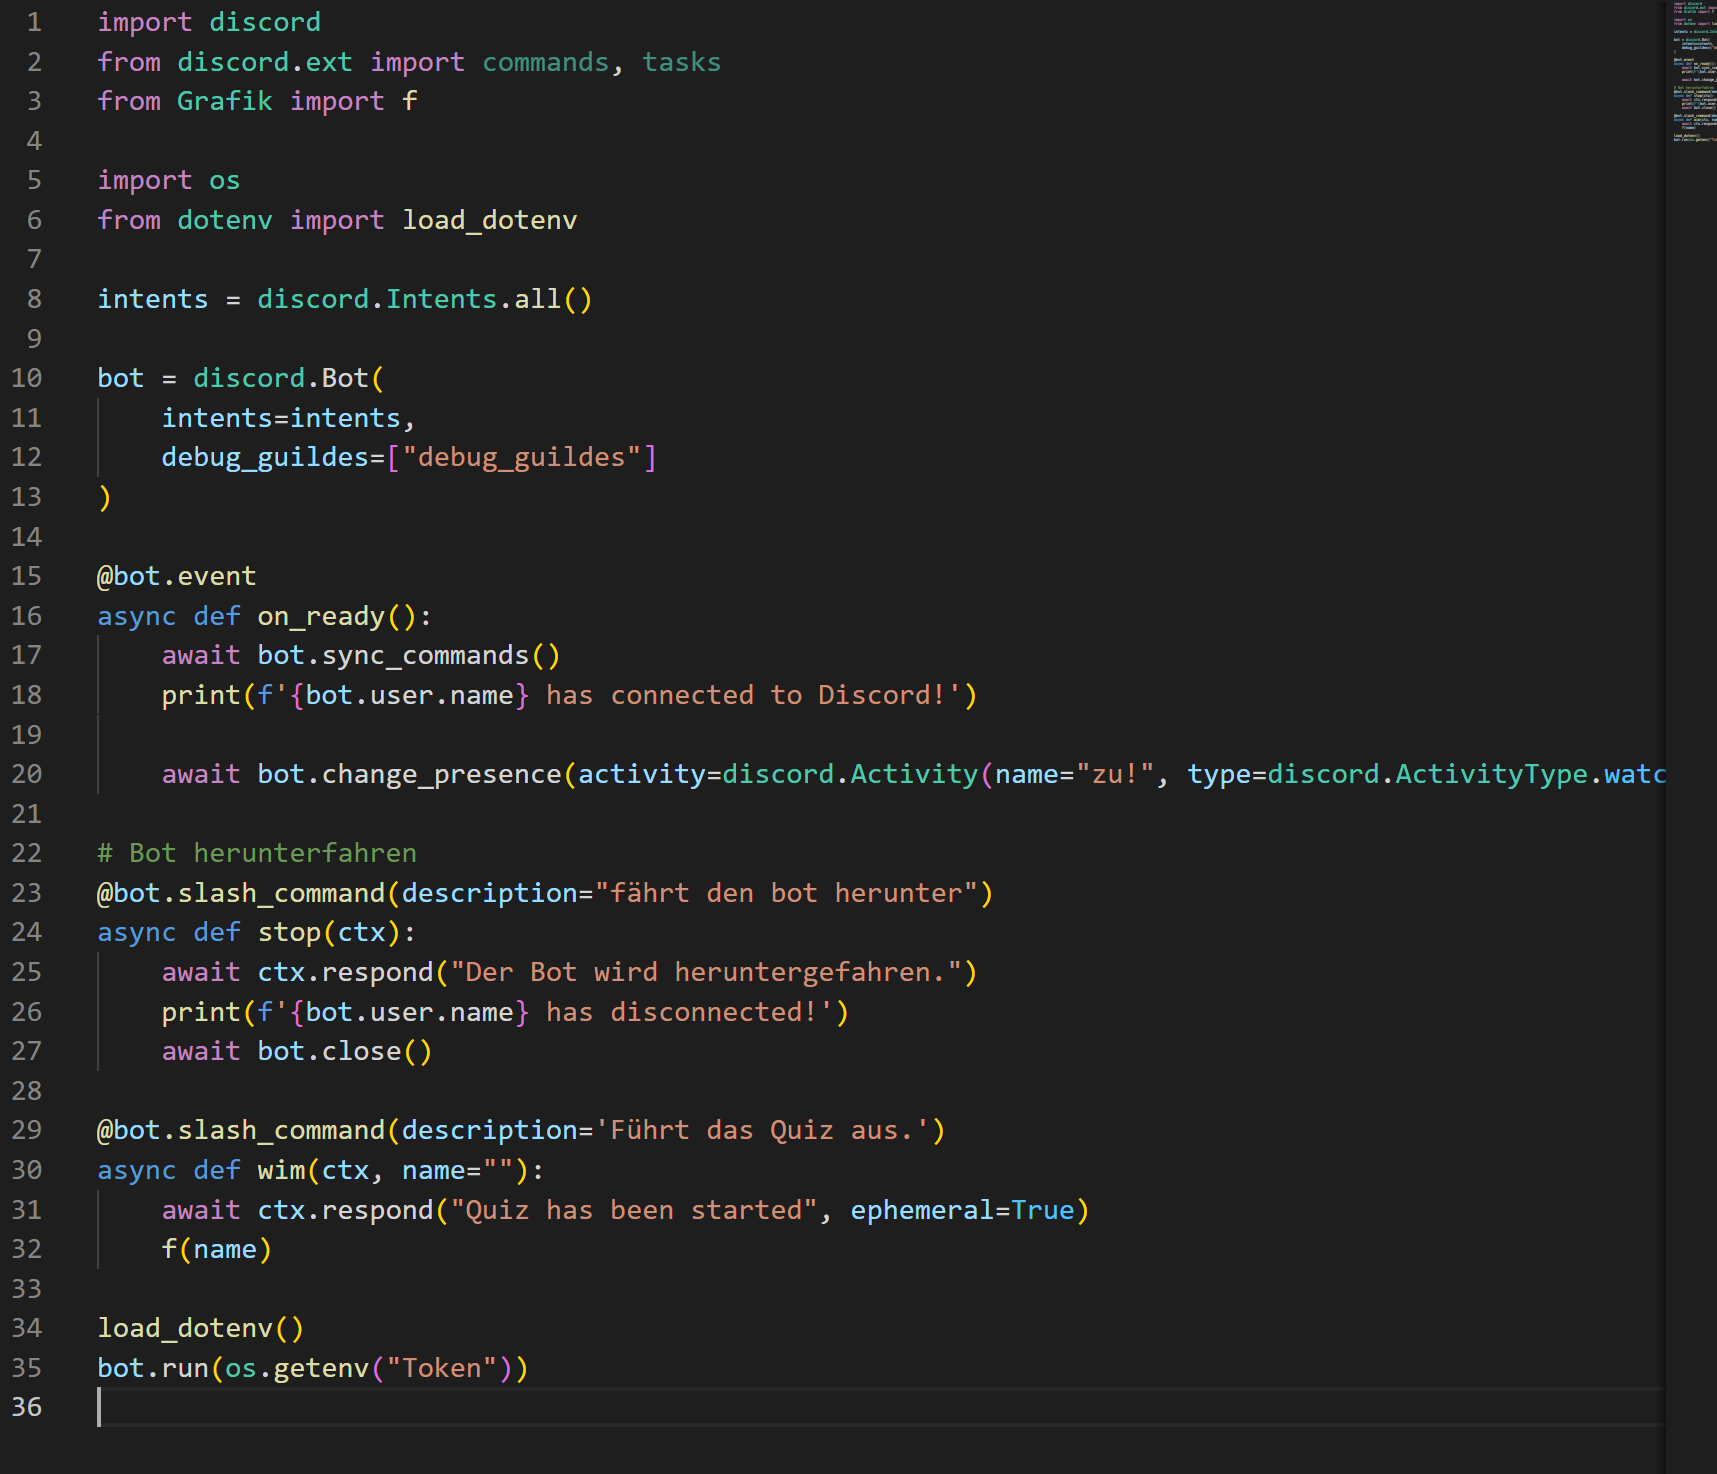 1 import discord
2 from discord.ext import commands, tasks
3 from Grafik import f
4
5 import os
6 from dotenv import load_dotenv
7
8 intents = discord.Intents.all()
9
10 bot = discord.Bot(
11     intents=intents,
12     debug_guildes=["debug_guildes"]
13 )
14
15 @bot.event
16 async def on_ready():
17     await bot.sync_commands()
18     print(f'{bot.user.name} has connected to Discord!')
19
20     await bot.change_presence(activity=discord.Activity(name="zu!", type=discord.ActivityType.watc
21
22 # Bot herunterfahren
23 @bot.slash_command(description="fährt den bot herunter")
24 async def stop(ctx):
25     await ctx.respond("Der Bot wird heruntergefahren.")
26     print(f'{bot.user.name} has disconnected!')
27     await bot.close()
28
29 @bot.slash_command(description='Führt das Quiz aus.')
30 async def wim(ctx, name=""):
31     await ctx.respond("Quiz has been started", ephemeral=True)
32     f(name)
33
34 load_dotenv()
35 bot.run(os.getenv("Token"))
36